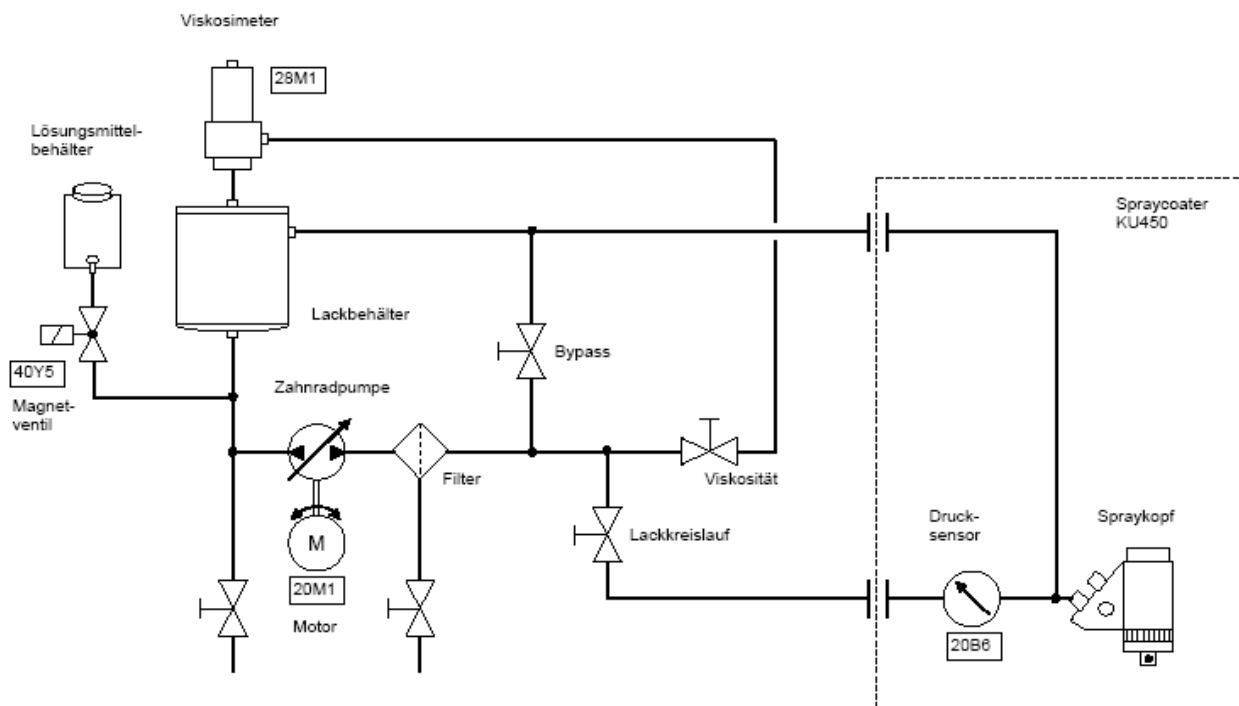 Viskosimeter
28M1
Lösungsmittel-
behälter
Spraycoater
KU450
Lackbehälter
Bypass
40Y5
Magnet-
ventil
Zahnradpumpe
Filter
Viskosität
Lackkreislauf
Druck-
sensor
Spraykopf
M
20M1
Motor
20B6